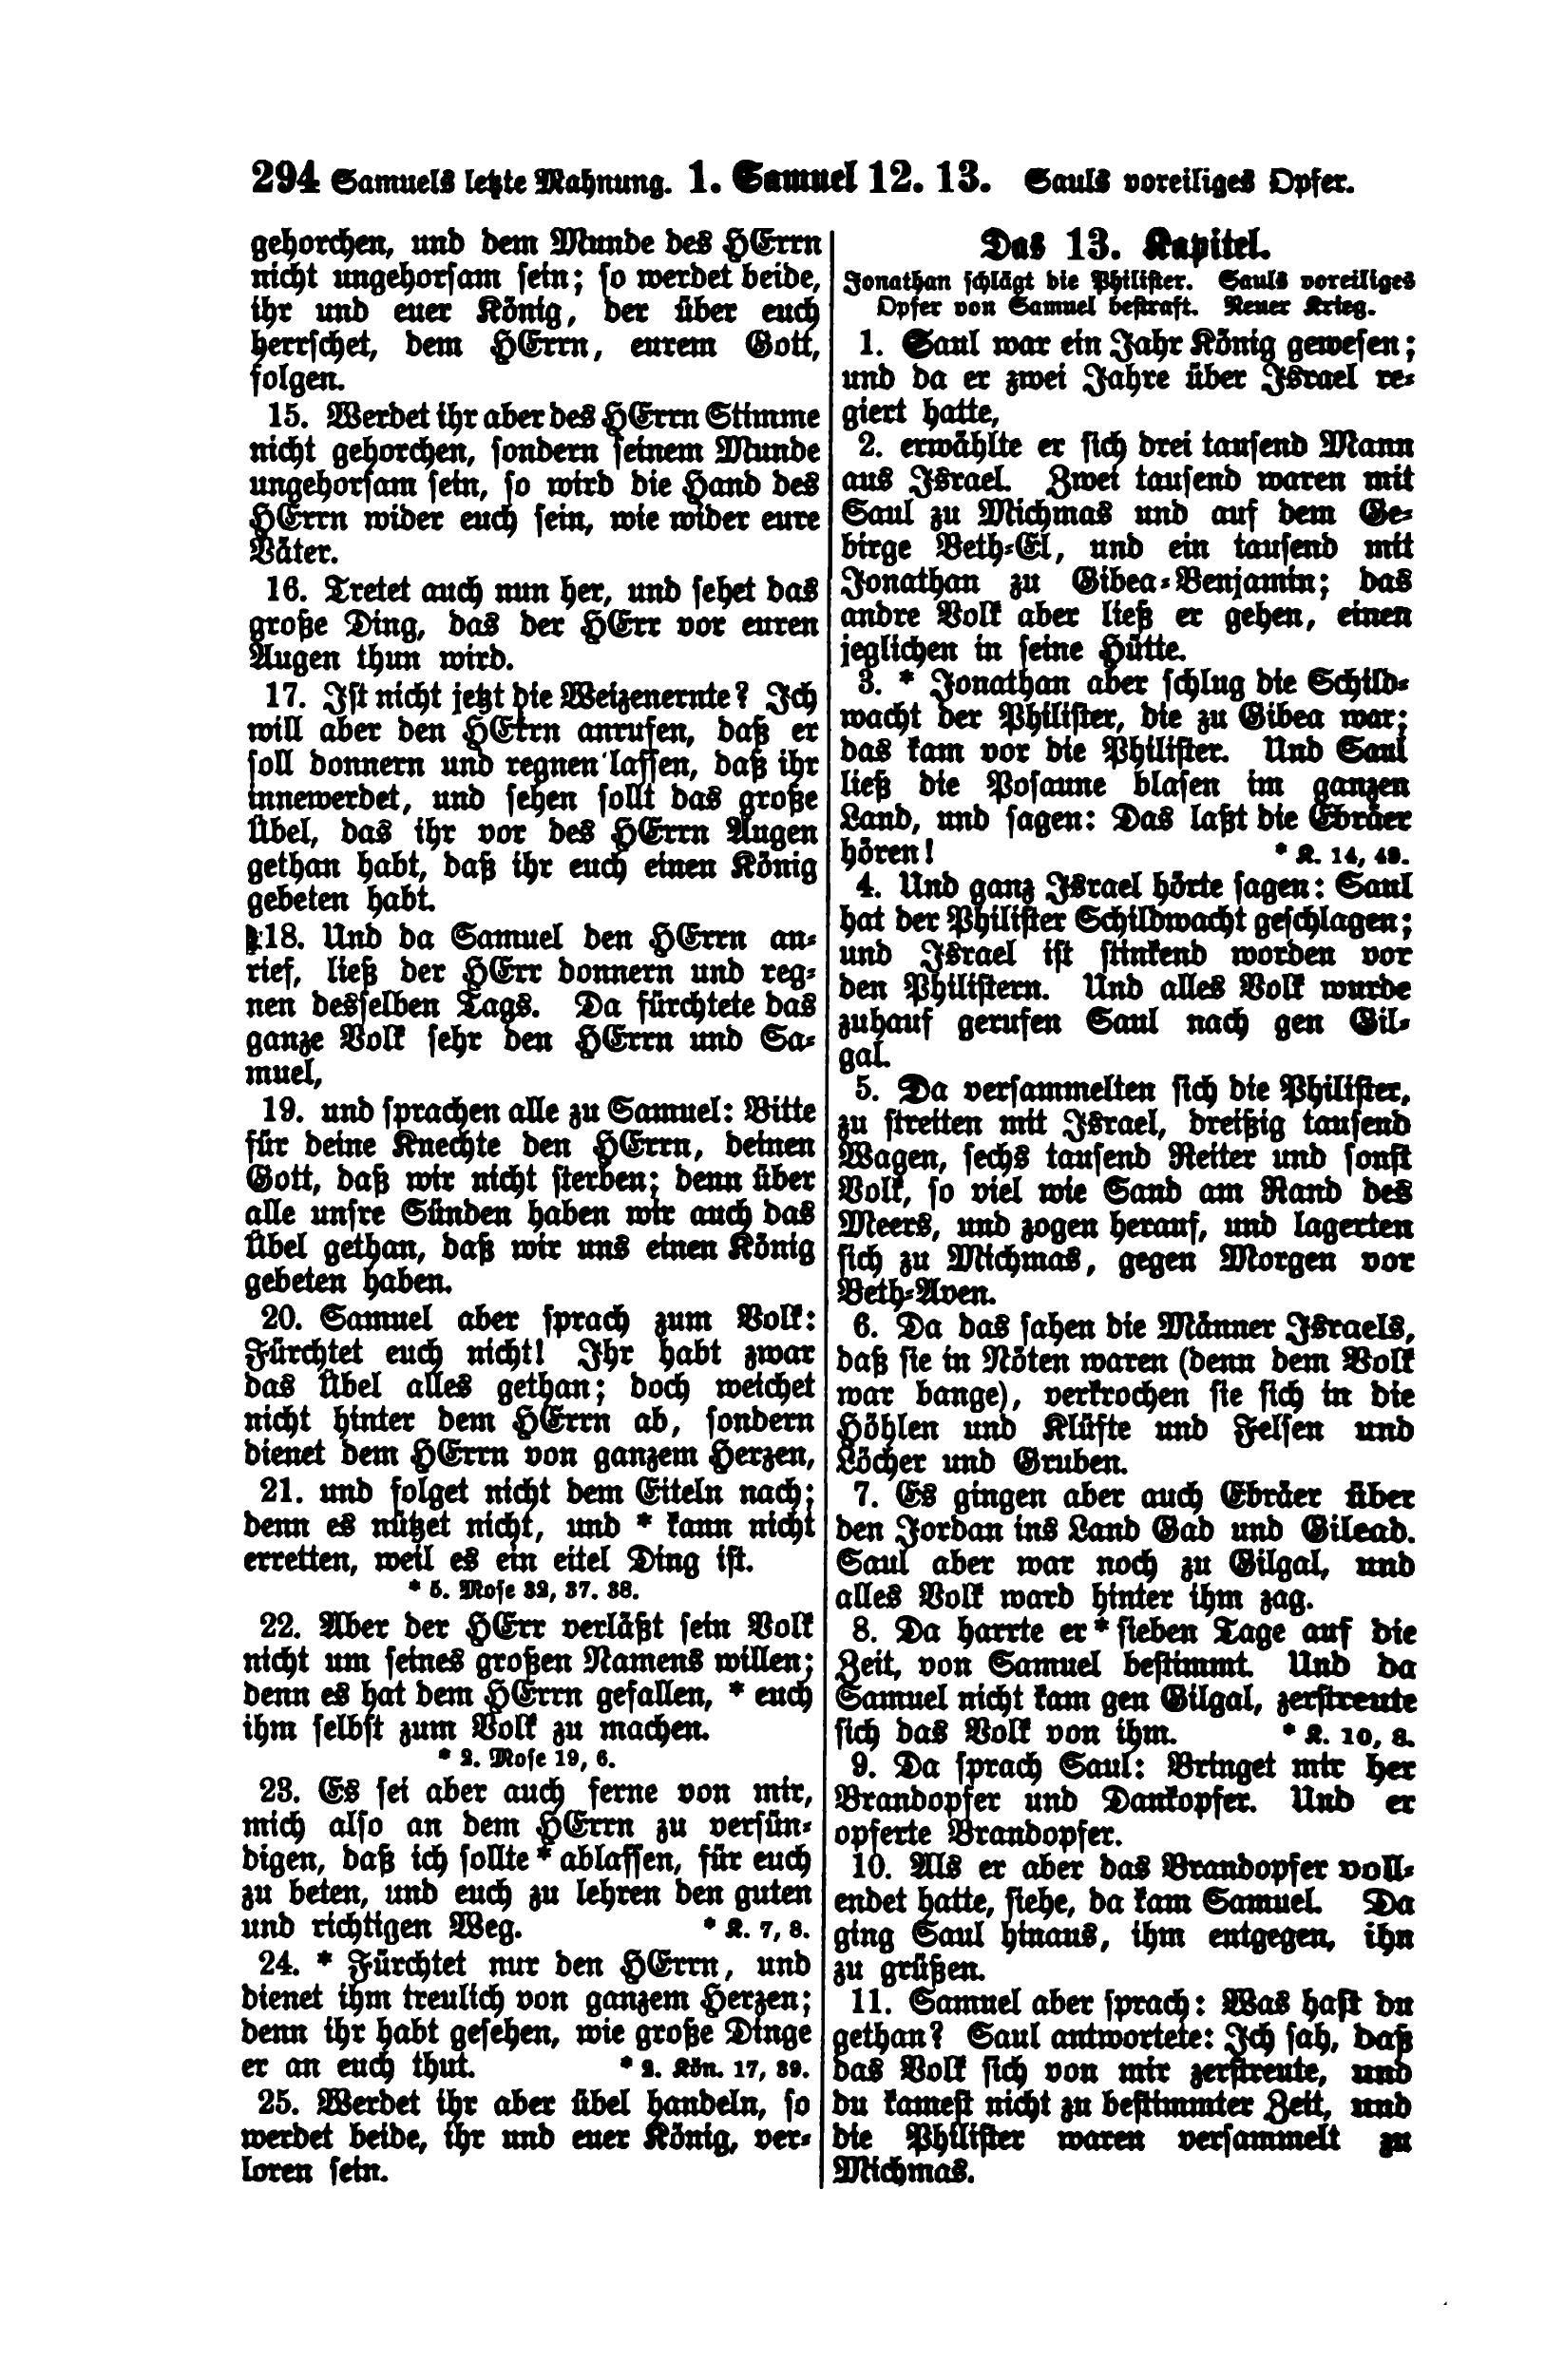 294 Samuels letzte Mahnung. 1. Samuel 12. 13. Sauls voreiliges Opfer.
gehorchen, und dem Munde des HErrn
nicht ungehorsam sein; so werdet beide,
ihr und euer König, der über euch
herrschet, dem HErrn, eurem Gott,
folgen.
15. Werdet ihr aber des HErrn Stimme
nicht gehorchen, sondern seinem Munde
ungehorsam sein, so wird die Hand des
HErrn wider euch sein, wie wider eure
Väter.
16. Tretet auch nun her, und sehet das
große Ding, das der HErr vor euren
Augen thun wird.
17. Ist nicht jetzt die Weizenernte? Ich
will aber den HErrn anrufen, daß er
soll donnern und regnen lassen, daß ihr
innewerdet, und sehen sollt das große
Übel, das ihr vor des HErrn Augen
gethan habt, daß ihr euch einen König
gebeten habt.
18. Und da Samuel den HErrn an-
rief, ließ der HErr donnern und reg-
nen desselben Tags. Da fürchtete das
ganze Volk sehr den HErrn und Sa-
muel,
19. und sprachen alle zu Samuel: Bitte
für deine Knechte den HErrn, deinen
Gott, daß wir nicht sterben; denn über
alle unsre Sünden haben wir auch das
Übel gethan, daß wir uns einen König
gebeten haben.
20. Samuel aber sprach zum Volk:
Fürchtet euch nicht! Ihr habt zwar
das Übel alles gethan; doch weichet
nicht hinter dem HErrn ab, sondern
dienet dem HErrn von ganzem Herzen,
21. und folget nicht dem Eiteln nach;
denn es nützet nicht, und * kann nicht
erretten, weil es ein eitel Ding ist.
* 5. Mose 32, 37. 38.
22. Aber der HErr verläßt sein Volk
nicht um seines großen Namens willen;
denn es hat dem HErrn gefallen, * euch
ihm selbst zum Volk zu machen.
* 2. Mose 19, 6.
23. Es sei aber auch ferne von mir,
mich also an dem HErrn zu versün-
digen, daß ich sollte * ablassen, für euch
zu beten, und euch zu lehren den guten
und richtigen Weg. * K. 7, 8.
24. * Fürchtet nur den HErrn, und
dienet ihm treulich von ganzem Herzen;
denn ihr habt gesehen, wie große Dinge
er an euch thut. * 2. Kön. 17, 39.
25. Werdet ihr aber übel handeln, so
werdet beide, ihr und euer König, ver-
loren sein.
Das 13. Kapitel.
Jonathan schlägt die Philister. Sauls voreiliges
Opfer von Samuel bestraft. Neuer Krieg.
1. Saul war ein Jahr König gewesen;
und da er zwei Jahre über Israel re-
giert hatte,
2. erwählte er sich drei tausend Mann
aus Israel. Zwei tausend waren mit
Saul zu Michmas und auf dem Ge-
birge Beth-El, und ein tausend mit
Jonathan zu Gibea-Benjamin; das
andre Volk aber ließ er gehen, einen
jeglichen in seine Hütte.
3. * Jonathan aber schlug die Schild-
wacht der Philister, die zu Gibea war;
das kam vor die Philister. Und Saul
ließ die Posaune blasen im ganzen
Land, und sagen: Das laßt die Ebräer
hören! * K. 14, 49.
4. Und ganz Israel hörte sagen: Saul
hat der Philister Schildwacht geschlagen;
und Israel ist stinkend worden vor
den Philistern. Und alles Volk wurde
zuhauf gerufen Saul nach gen Gil-
gal.
5. Da versammelten sich die Philister,
zu streiten mit Israel, dreißig tausend
Wagen, sechs tausend Reiter und sonst
Volk, so viel wie Sand am Rand des
Meers, und zogen herauf, und lagerten
sich zu Michmas, gegen Morgen vor
Beth-Aven.
6. Da das sahen die Männer Israels,
daß sie in Nöten waren (denn dem Volk
war bange), verkrochen sie sich in die
Höhlen und Klüfte und Felsen und
Löcher und Gruben.
7. Es gingen aber auch Ebräer über
den Jordan ins Land Gad und Gilead.
Saul aber war noch zu Gilgal, und
alles Volk ward hinter ihm zag.
8. Da harrte er * sieben Tage auf die
Zeit, von Samuel bestimmt. Und da
Samuel nicht kam gen Gilgal, zerstreute
sich das Volk von ihm. * K. 10, 8.
9. Da sprach Saul: Bringet mir her
Brandopfer und Dankopfer. Und er
opferte Brandopfer.
10. Als er aber das Brandopfer voll-
endet hatte, siehe, da kam Samuel. Da
ging Saul hinaus, ihm entgegen, ihn
zu grüßen.
11. Samuel aber sprach: Was hast du
gethan? Saul antwortete: Ich sah, daß
das Volk sich von mir zerstreute, und
du kamest nicht zu bestimmter Zeit, und
die Philister waren versammelt zu
Michmas.